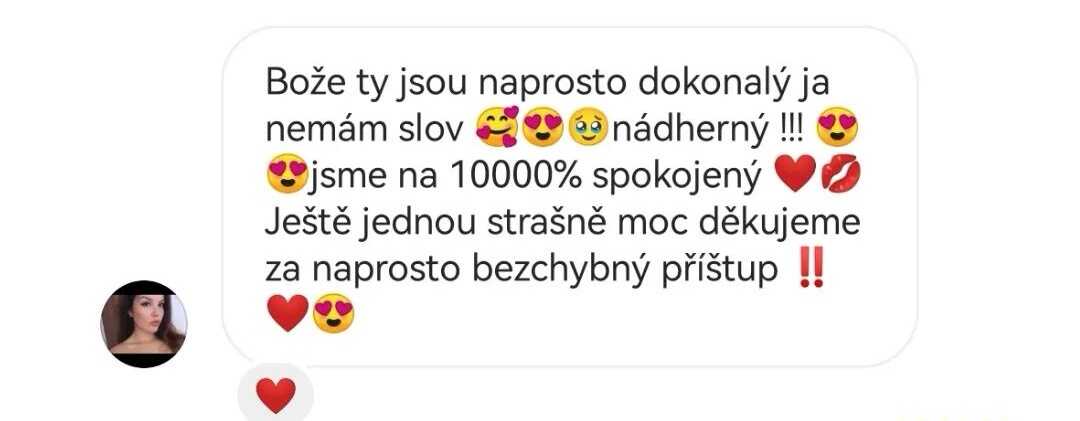 Bože ty jsou naprosto dokonalý ja
nemám slov 🥰😍🥹nádherný !!! 😍
😍jsme na 10000% spokojený ❤️💋
Ještě jednou strašně moc děkujeme
za naprosto bezchybný příštup ‼️
❤️😍
❤️